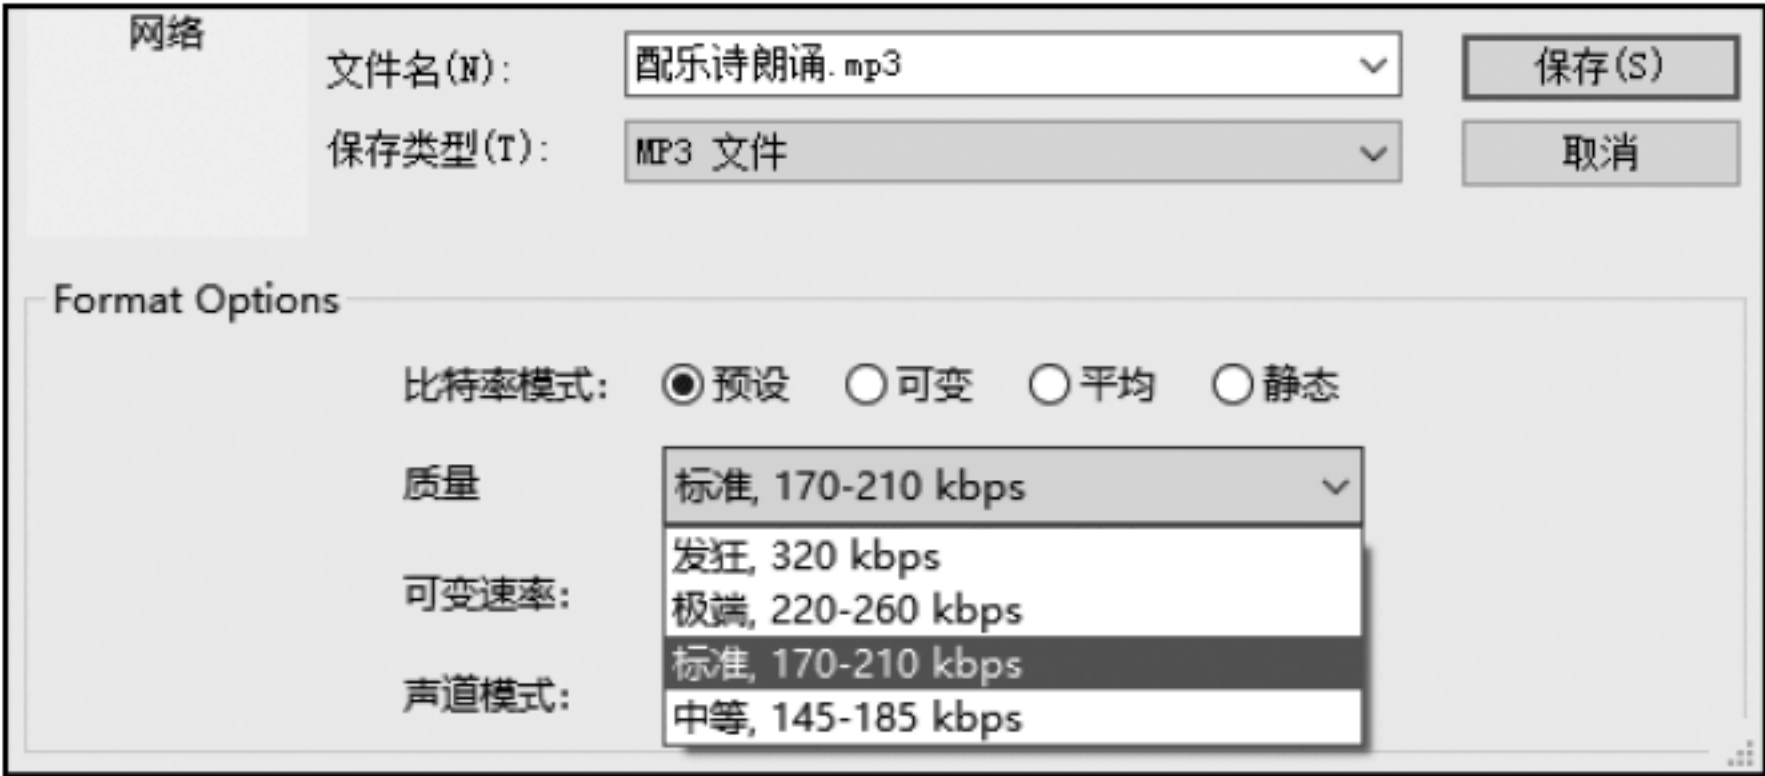 网络
文件名(N): 配乐诗朗诵.mp3 保存(S)
保存类型(T): MP3 文件 取消
Format Options
比特率模式: 预设 可变 平均 静态
质量 标准, 170-210 kbps
发狂, 320 kbps
可变速率: 极端, 220-260 kbps
标准, 170-210 kbps
声道模式: 中等, 145-185 kbps